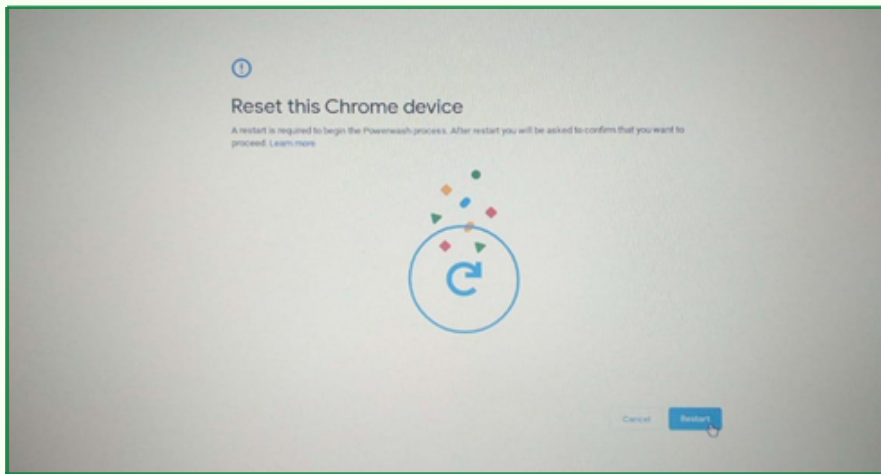 Reset this Chrome device
A restart is required to begin the Powerwash process. After restart you will be asked to confirm that you want to
proceed. Learn more
Cancel
Restart